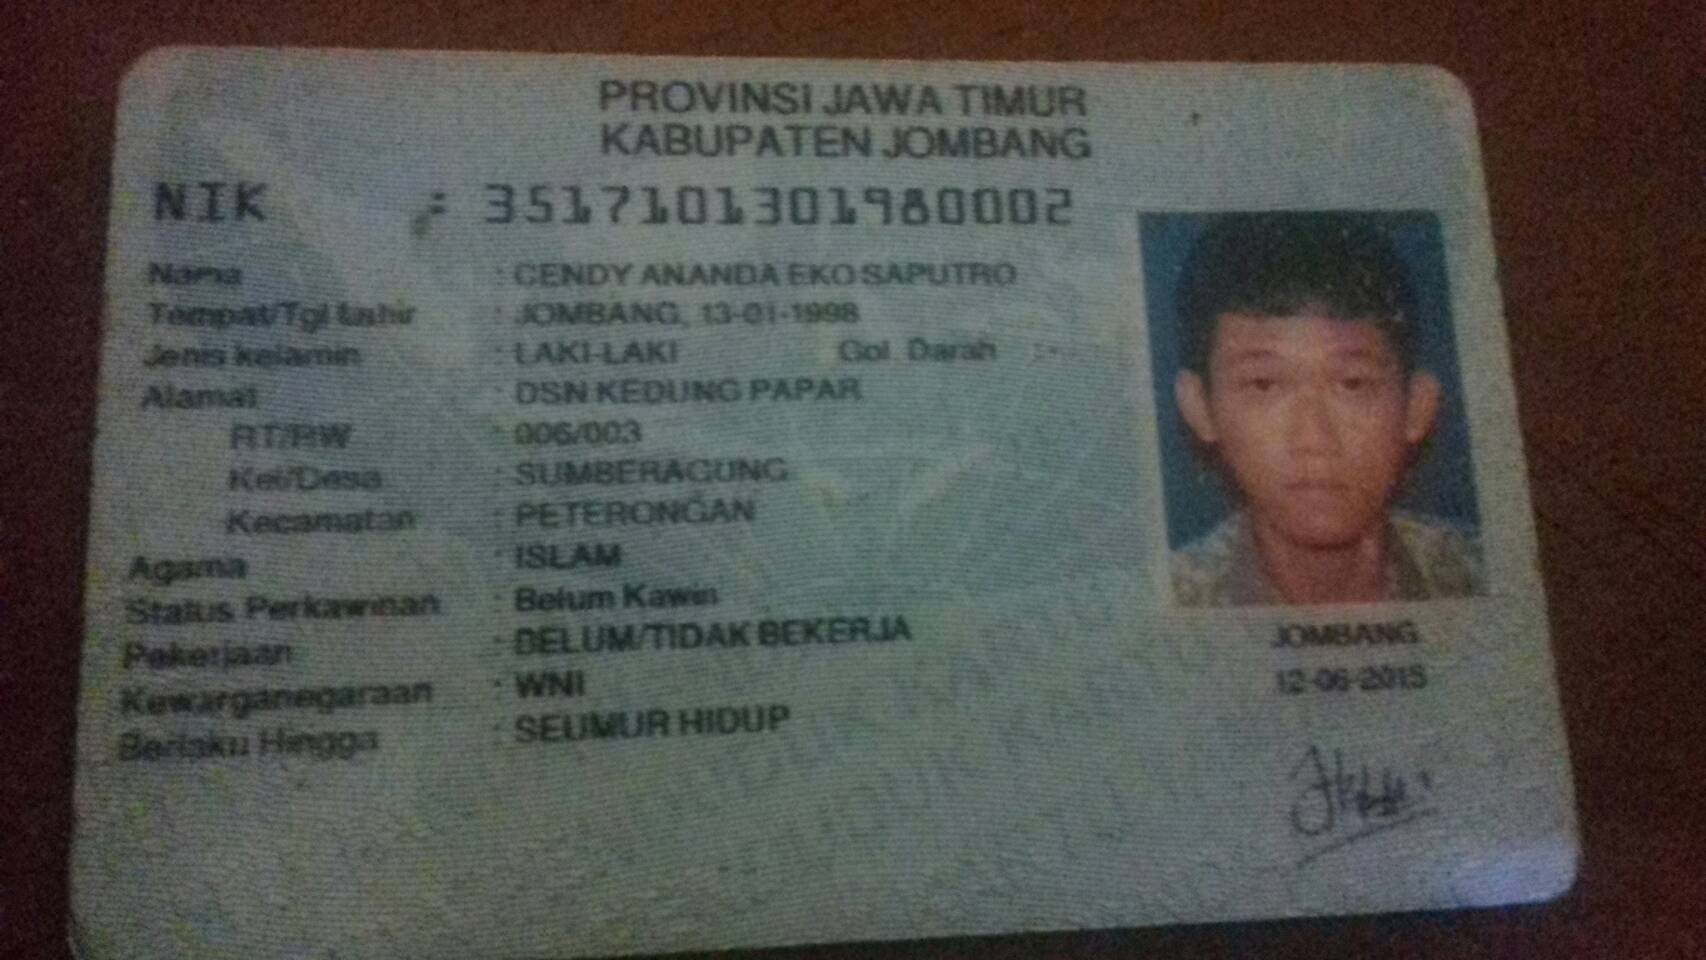 PROVINSI JAWA TIMUR
KABUPATEN JOMBANG
NIK : 3517101301980002
Nama : CENDY ANANDA EKO SAPUTRO
Tempat/Tgl Lahir : JOMBANG, 13-01-1998
Jenis kelamin : LAKI-LAKI Gol. Darah : -
Alamat : DSN KEDUNG PAPAR
RT/RW : 006/003
Kel/Desa : SUMBERAGUNG
Kecamatan : PETERONGAN
Agama : ISLAM
Status Perkawinan : Belum Kawin
Pekerjaan : BELUM/TIDAK BEKERJA
Kewarganegaraan : WNI
Berlaku Hingga : SEUMUR HIDUP
JOMBANG
12-06-2015